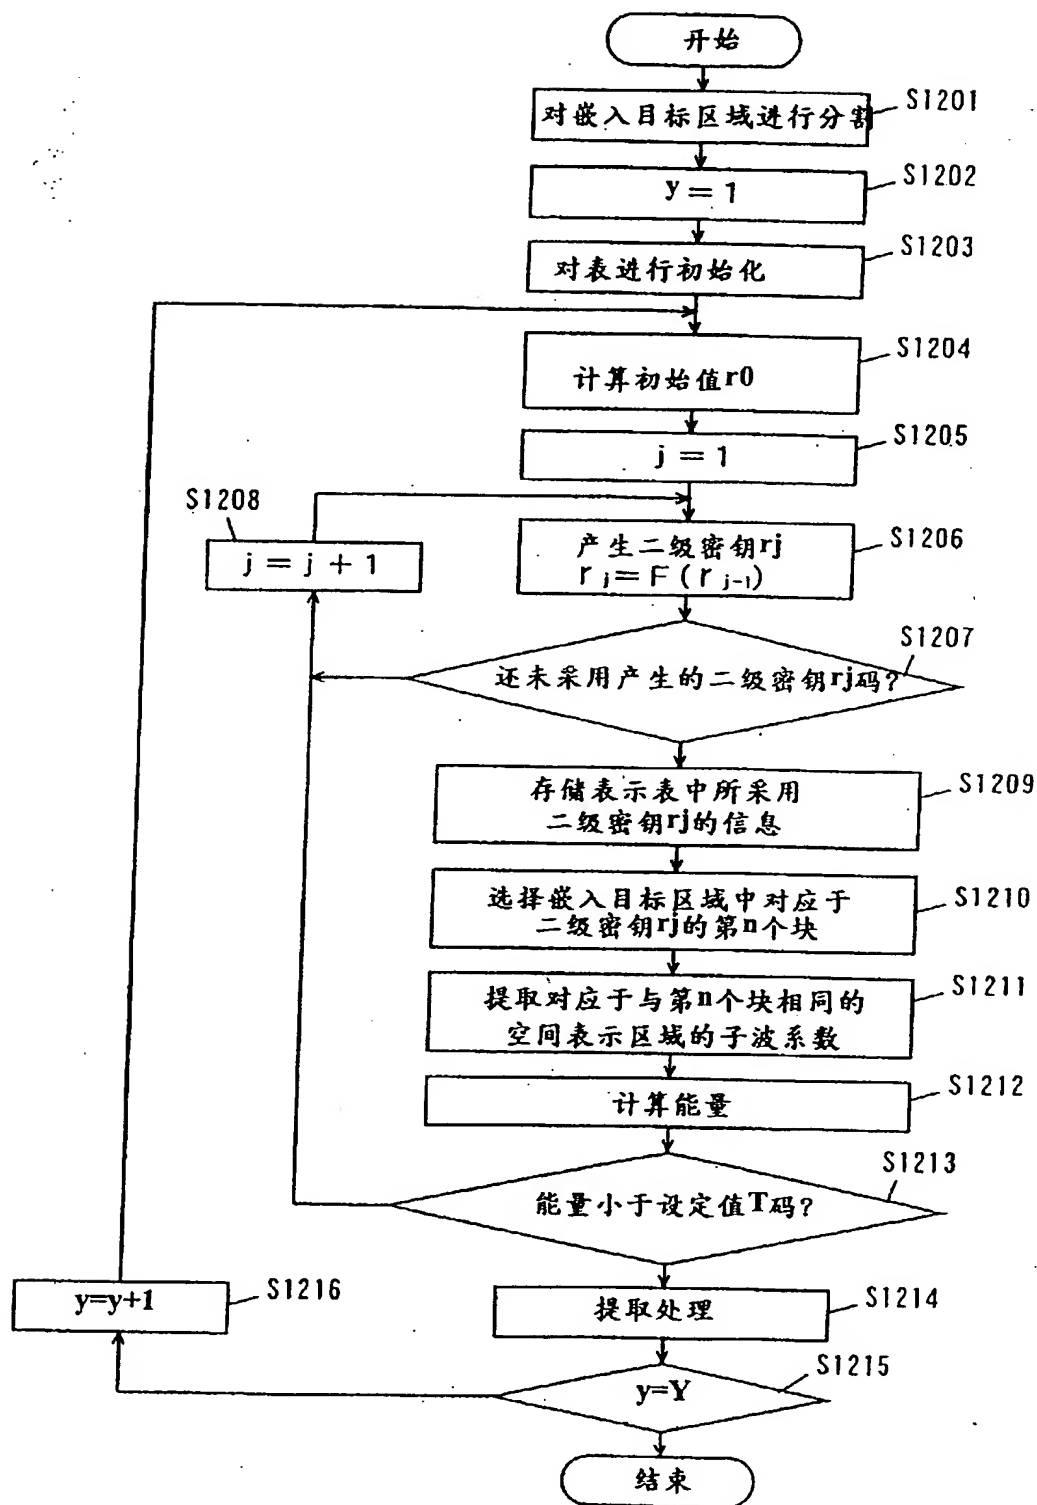 开始
对嵌入目标区域进行分割
S1201
y = 1
S1202
对表进行初始化
S1203
计算初始值r0
S1204
j = 1
S1205
S1208
j = j + 1
产生二级密钥rj
r j = F ( r j-1)
S1206
还未采用产生的二级密钥rj码?
S1207
存储表示表中所采用
二级密钥rj的信息
S1209
选择嵌入目标区域中对应于
二级密钥rj的第n个块
S1210
提取对应于与第n个块相同的
空间表示区域的子波系数
S1211
计算能量
S1212
能量小于设定值T码?
S1213
y=y+1
S1216
提取处理
S1214
y=Y
S1215
结束